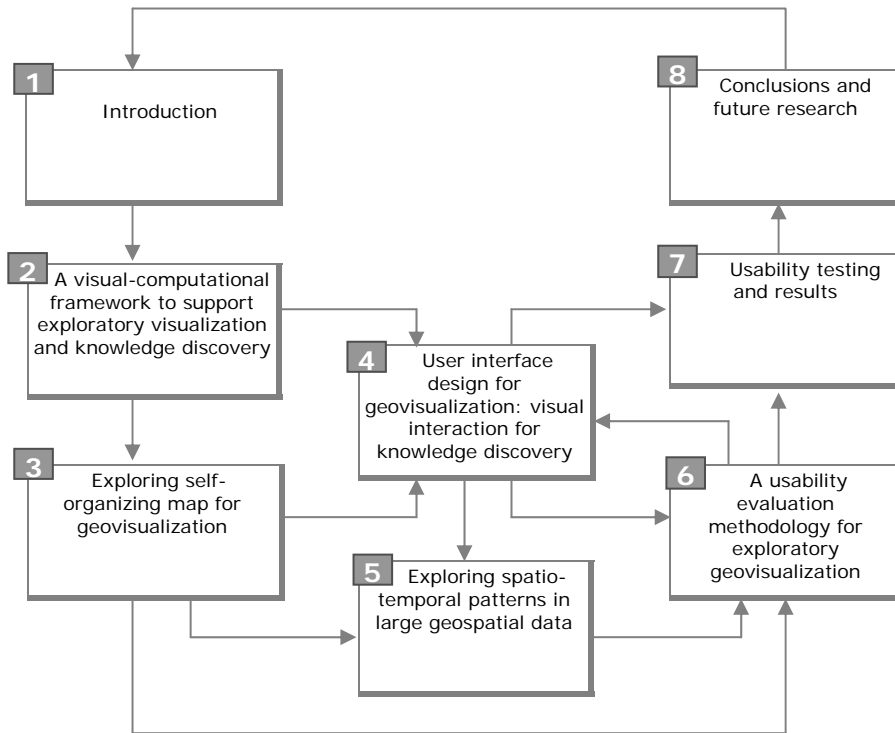 1
Introduction
2
A visual-computational
framework to support
exploratory visualization
and knowledge discovery
3
Exploring self-
organizing map for
geovisualization
4
User interface
design for
geovisualization: visual
interaction for
knowledge discovery
5
Exploring spatio-
temporal patterns in
large geospatial data
6
A usability
evaluation
methodology for
exploratory
geovisualization
7
Usability testing
and results
8
Conclusions and
future research